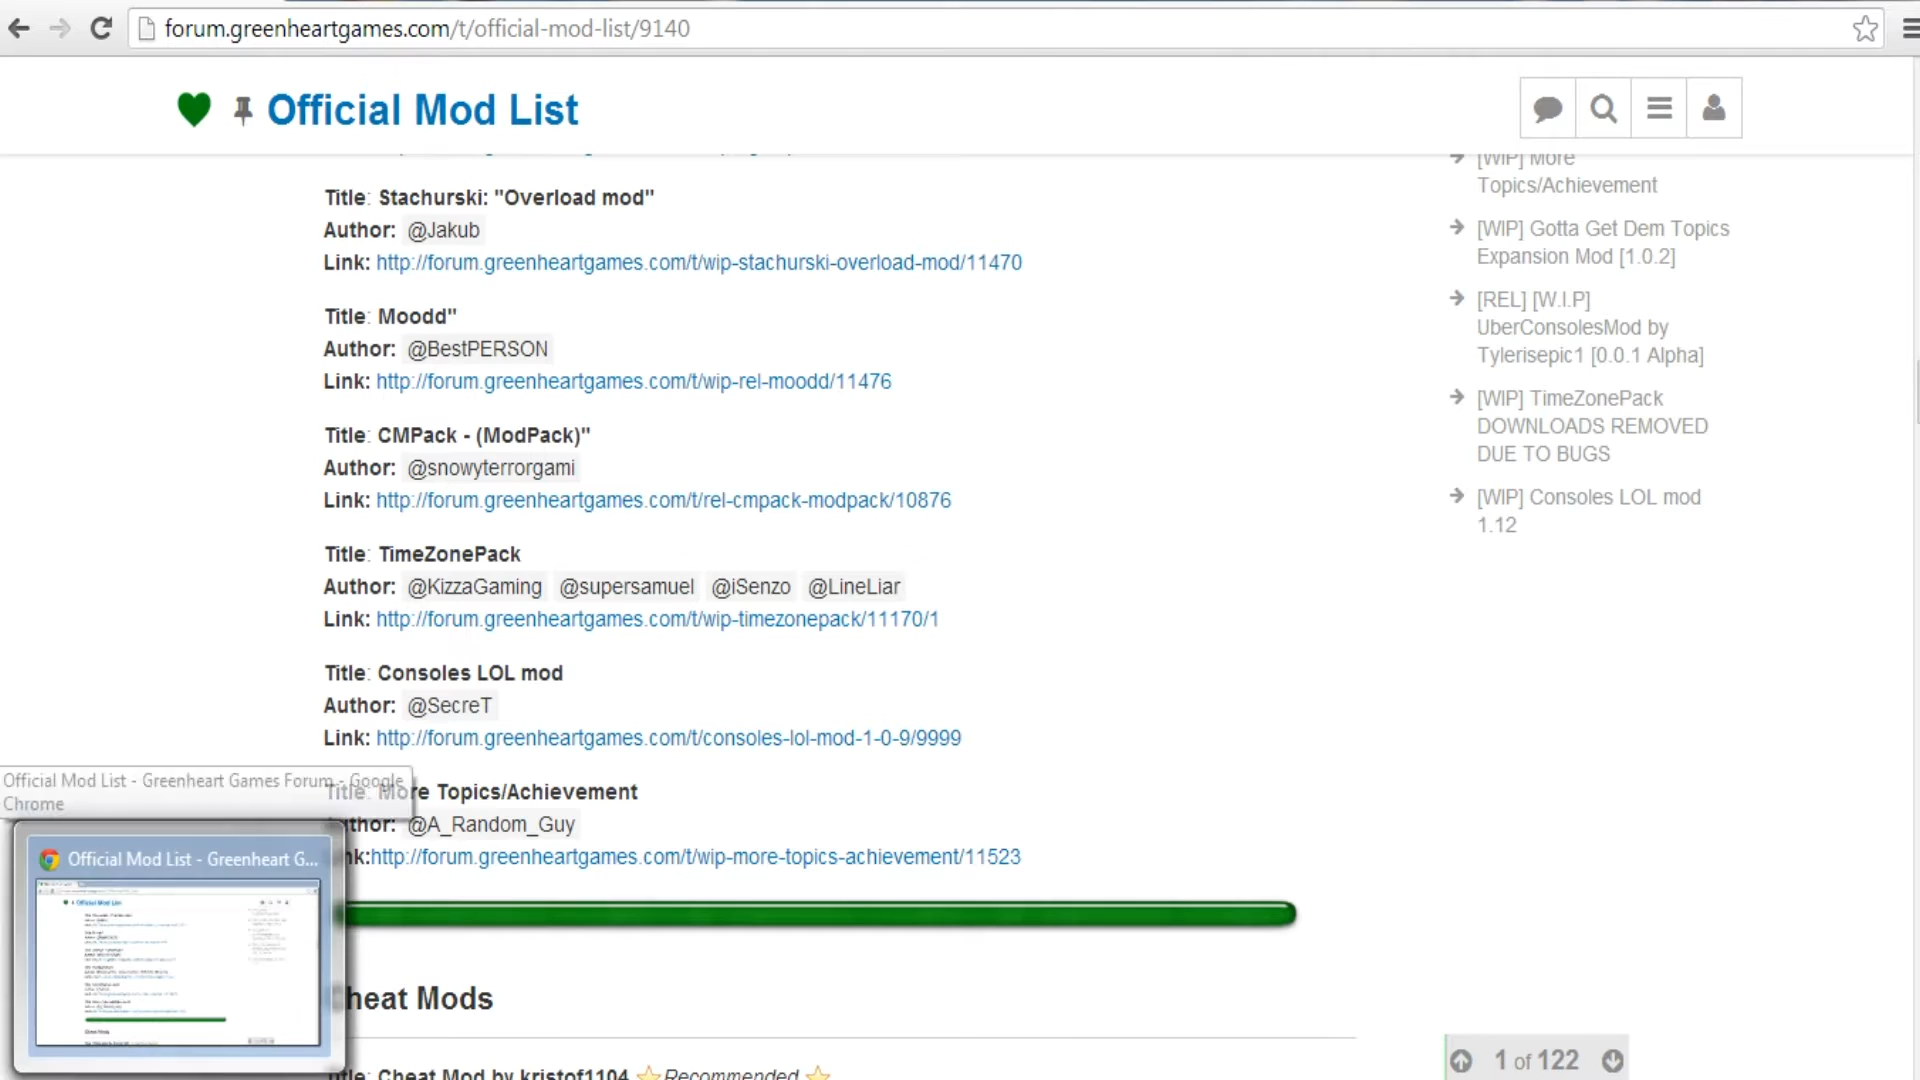 forum.greenheartgames.com/t/official-mod-list/9140
Official Mod List
Title: Stachurski: "Overload mod"
Author: @Jakub
Link: http://forum.greenheartgames.com/t/wip-stachurski-overload-mod/11470
Title: Moodd"
Author: @BestPERSON
Link: http://forum.greenheartgames.com/t/wip-rel-moodd/11476
Title: CMPack - (ModPack)"
Author: @snowyterrorgami
Link: http://forum.greenheartgames.com/t/rel-cmpack-modpack/10876
Title: TimeZonePack
Author: @KizzaGaming @supersamuel @iSenzo @LineLiar
Link: http://forum.greenheartgames.com/t/wip-timezonepack/11170/1
Title: Consoles LOL mod
Author: @SecreT
Link: http://forum.greenheartgames.com/t/consoles-lol-mod-1-0-9/9999
Title: More Topics/Achievement
Author: @A_Random_Guy
Link:http://forum.greenheartgames.com/t/wip-more-topics-achievement/11523
Cheat Mods
Title: Cheat Mod by kristof1104 Recommended
[WIP] More
Topics/Achievement
[WIP] Gotta Get Dem Topics
Expansion Mod [1.0.2]
[REL] [W.I.P]
UberConsolesMod by
Tylerisepic1 [0.0.1 Alpha]
[WIP] TimeZonePack
DOWNLOADS REMOVED
DUE TO BUGS
[WIP] Consoles LOL mod
1.12
1 of 122
Official Mod List - Greenheart Games Forum - Google
Chrome
Official Mod List - Greenheart G...